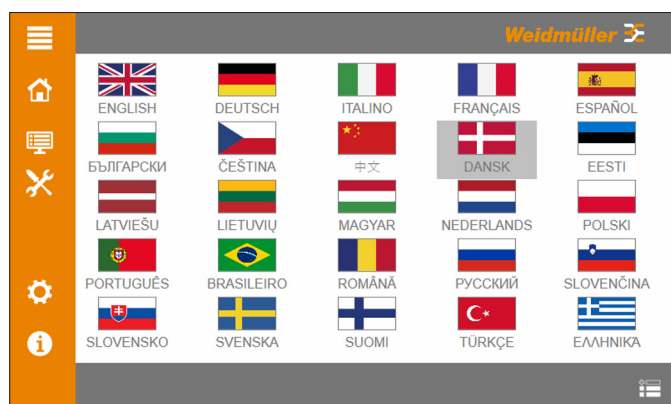 Weidmüller
ENGLISH DEUTSCH ITALINO FRANÇAIS ESPAÑOL
БЪЛГАРСКИ ČEŠTINA 中文 DANSK EESTI
LATVIEŠU LIETUVIŲ MAGYAR NEDERLANDS POLSKI
PORTUGUÊS BRASILEIRO ROMÂNĂ РУССКИЙ SLOVENČINA
SLOVENSKO SVENSKA SUOMI TÜRKÇE ΕΛΛΗΝΙΚΆ